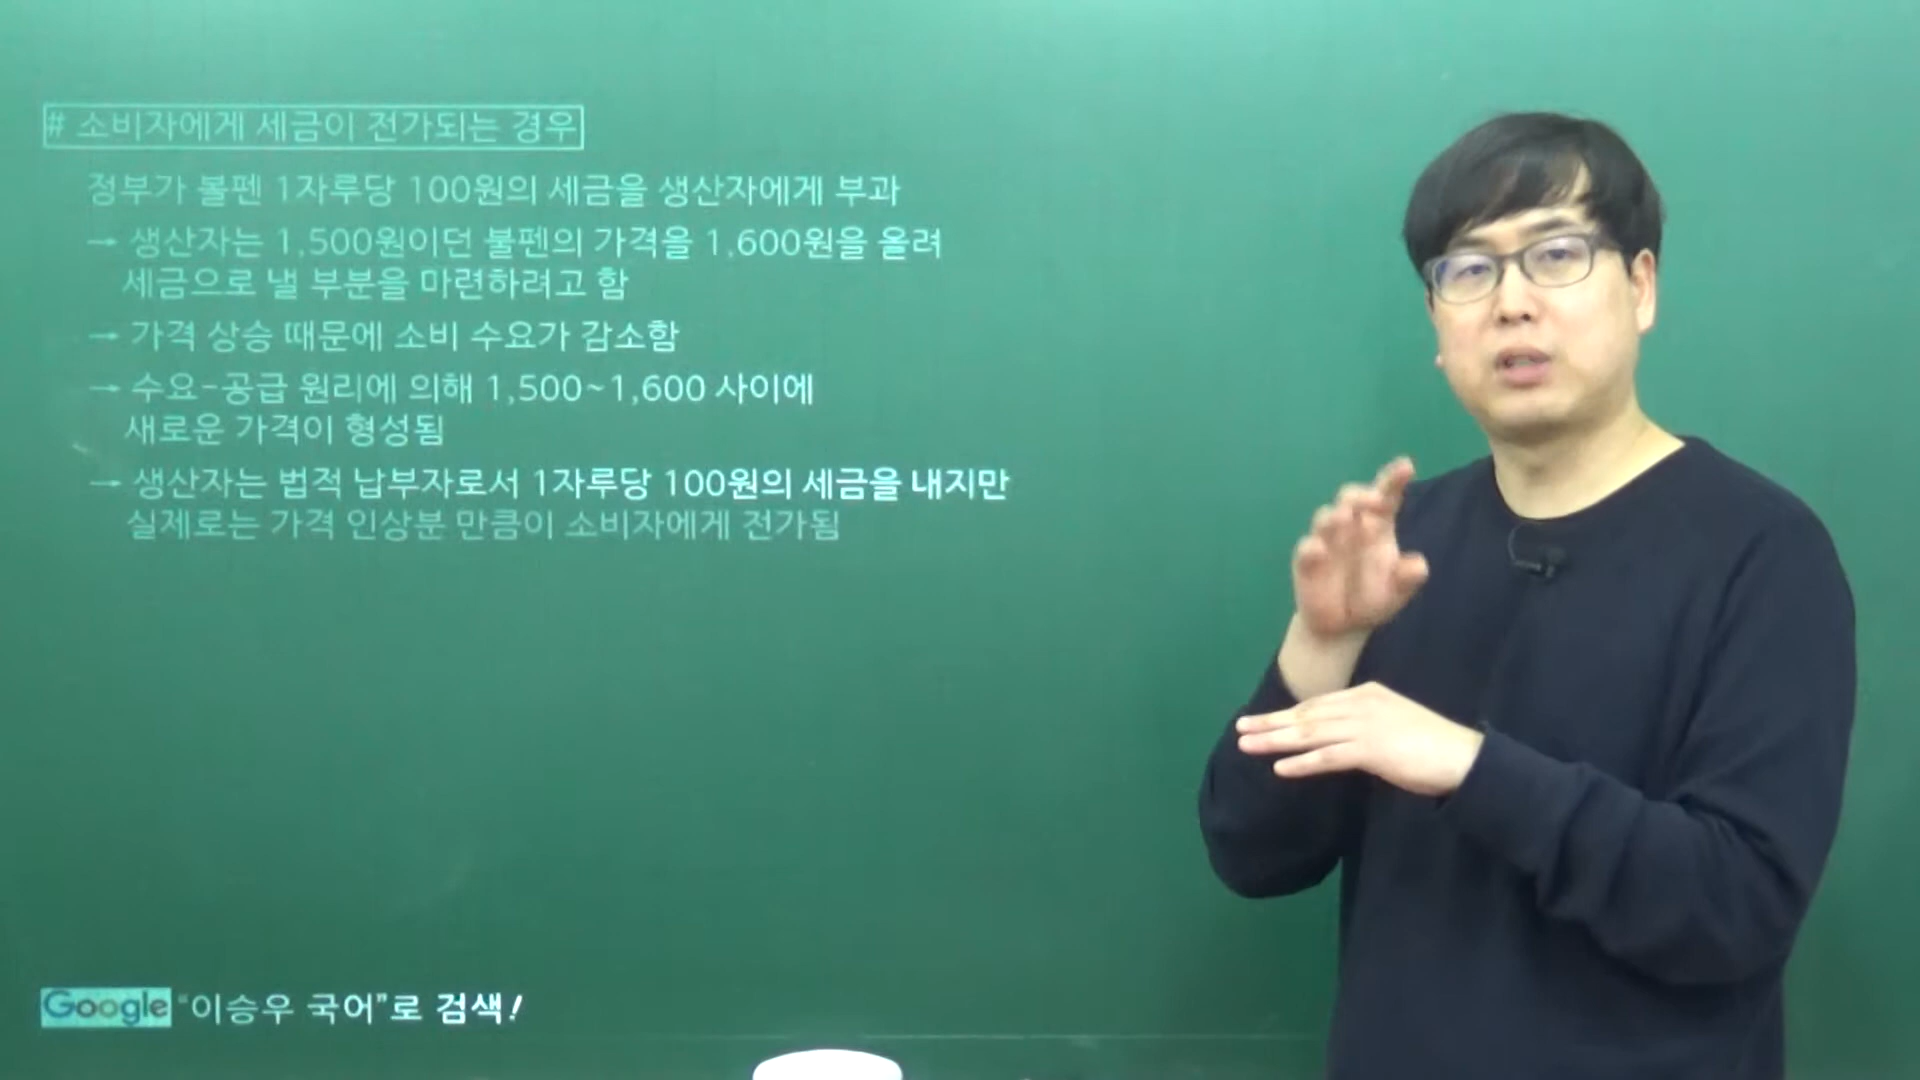 # 소비자에게 세금이 전가되는 경우
정부가 볼펜 1자루당 100원의 세금을 생산자에게 부과
→ 생산자는 1,500원이던 불펜의 가격을 1,600원을 올려
세금으로 낼 부분을 마련하려고 함
→ 가격 상승 때문에 소비 수요가 감소함
→ 수요-공급 원리에 의해 1,500~1,600 사이에
새로운 가격이 형성됨
→ 생산자는 법적 납부자로서 1자루당 100원의 세금을 내지만
실제로는 가격 인상분 만큼이 소비자에게 전가됨
Google "이승우 국어"로 검색!